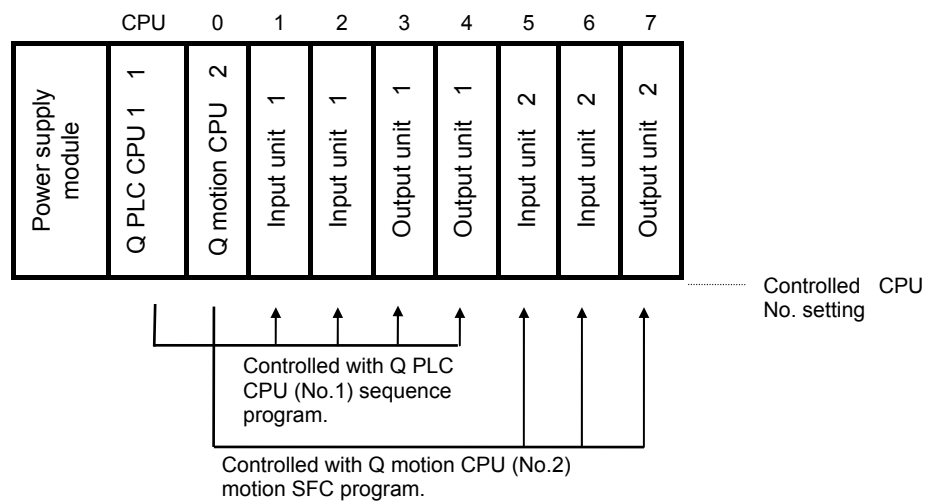 CPU 0 1 2 3 4 5 6 7
Power supply
module
Q PLC CPU 1 1
Q motion CPU 2
Input unit 1
Input unit 1
Output unit 1
Output unit 1
Input unit 2
Input unit 2
Output unit 2
Controlled CPU
No. setting
Controlled with Q PLC
CPU (No.1) sequence
program.
Controlled with Q motion CPU (No.2)
motion SFC program.